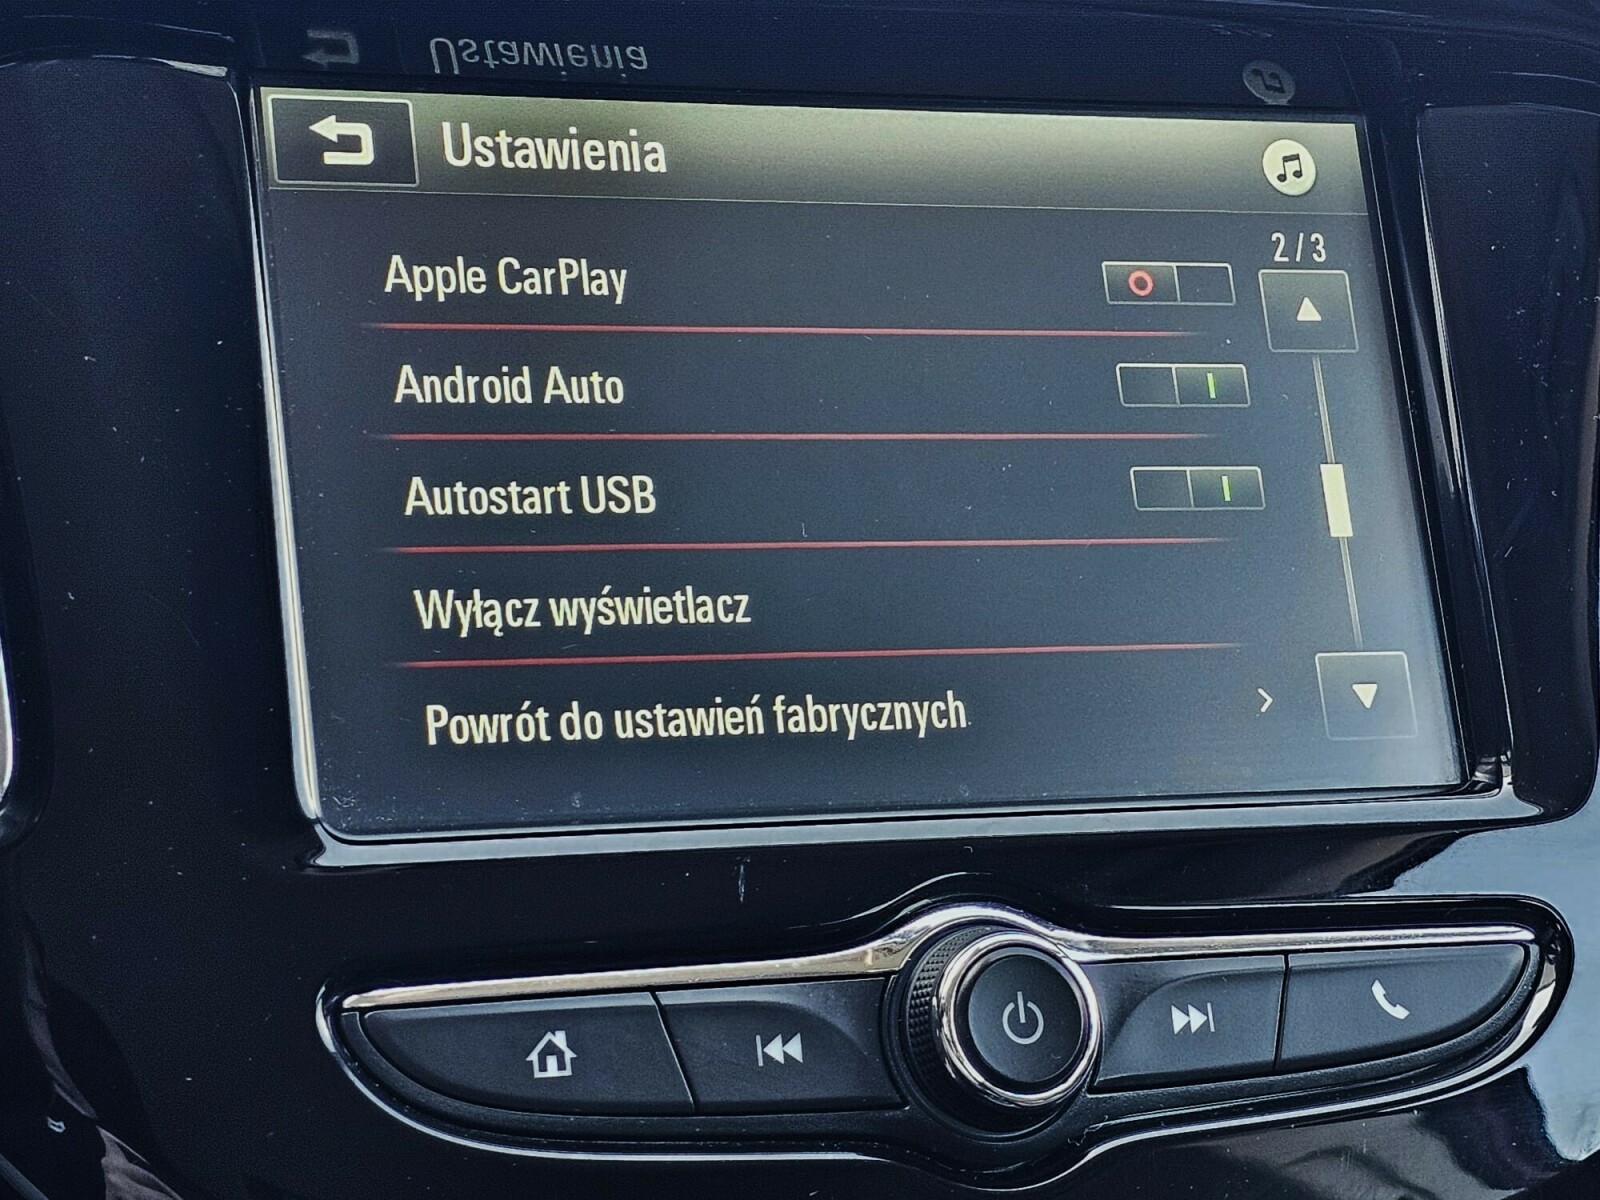 Ustawienia
Ustawienia
2/3
Apple CarPlay
Android Auto
Autostart USB
Wyłącz wyświetlacz
Powrót do ustawień fabrycznych